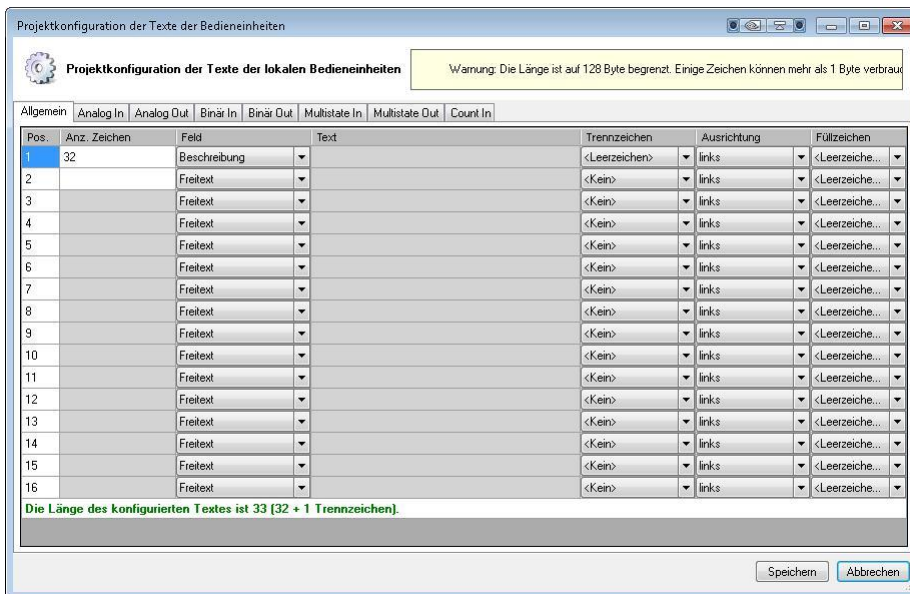 Projektkonfiguration der Texte der Bedieneinheiten
Projektkonfiguration der Texte der lokalen Bedieneinheiten
Warnung: Die Länge ist auf 128 Byte begrenzt. Einige Zeichen können mehr als 1 Byte verbrauc
Allgemein Analog In Analog Out Binär In Binär Out Multistate In Multistate Out Count In
Pos. Anz. Zeichen Feld Text Trennzeichen Ausrichtung Füllzeichen
1 32 Beschreibung <Leerzeichen> links <Leerzeiche...
2 Freitext <Kein> links <Leerzeiche...
3 Freitext <Kein> links <Leerzeiche...
4 Freitext <Kein> links <Leerzeiche...
5 Freitext <Kein> links <Leerzeiche...
6 Freitext <Kein> links <Leerzeiche...
7 Freitext <Kein> links <Leerzeiche...
8 Freitext <Kein> links <Leerzeiche...
9 Freitext <Kein> links <Leerzeiche...
10 Freitext <Kein> links <Leerzeiche...
11 Freitext <Kein> links <Leerzeiche...
12 Freitext <Kein> links <Leerzeiche...
13 Freitext <Kein> links <Leerzeiche...
14 Freitext <Kein> links <Leerzeiche...
15 Freitext <Kein> links <Leerzeiche...
16 Freitext <Kein> links <Leerzeiche...
Die Länge des konfigurierten Textes ist 33 (32 + 1 Trennzeichen).
Speichern Abbrechen